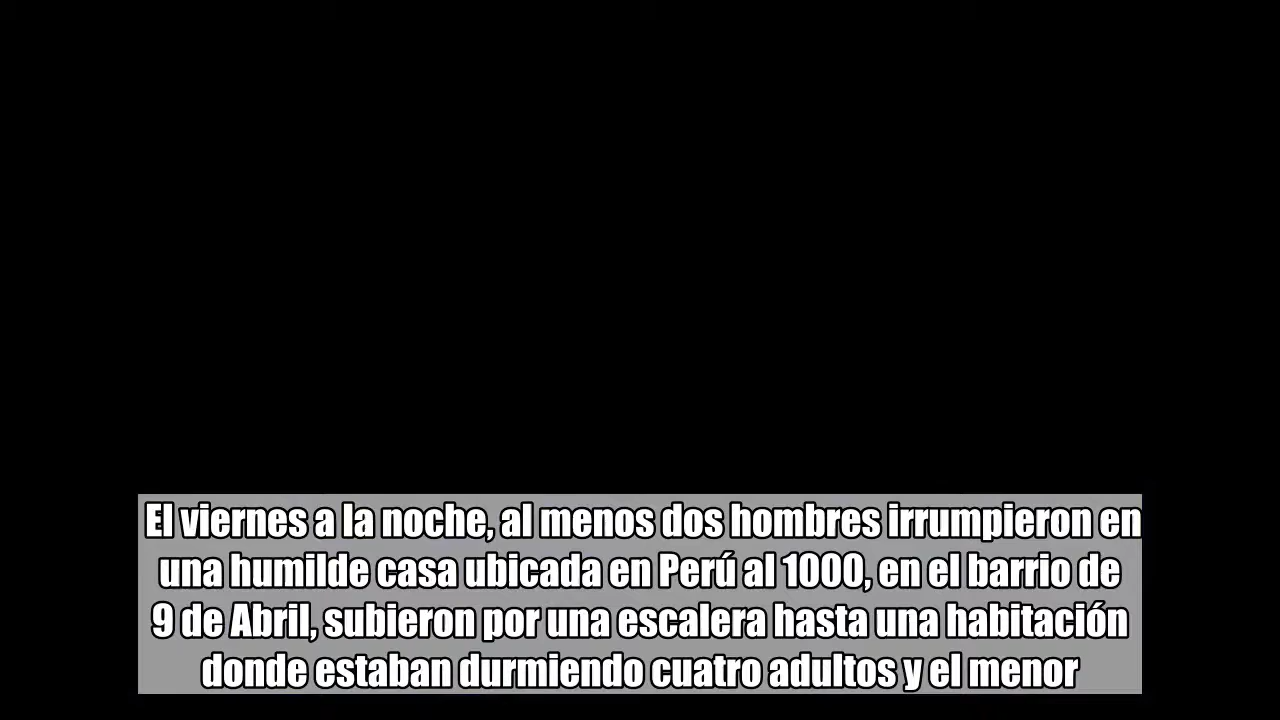 El viernes a la noche, al menos dos hombres irrumpieron en
una humilde casa ubicada en Perú al 1000, en el barrio de
9 de Abril, subieron por una escalera hasta una habitación
donde estaban durmiendo cuatro adultos y el menor